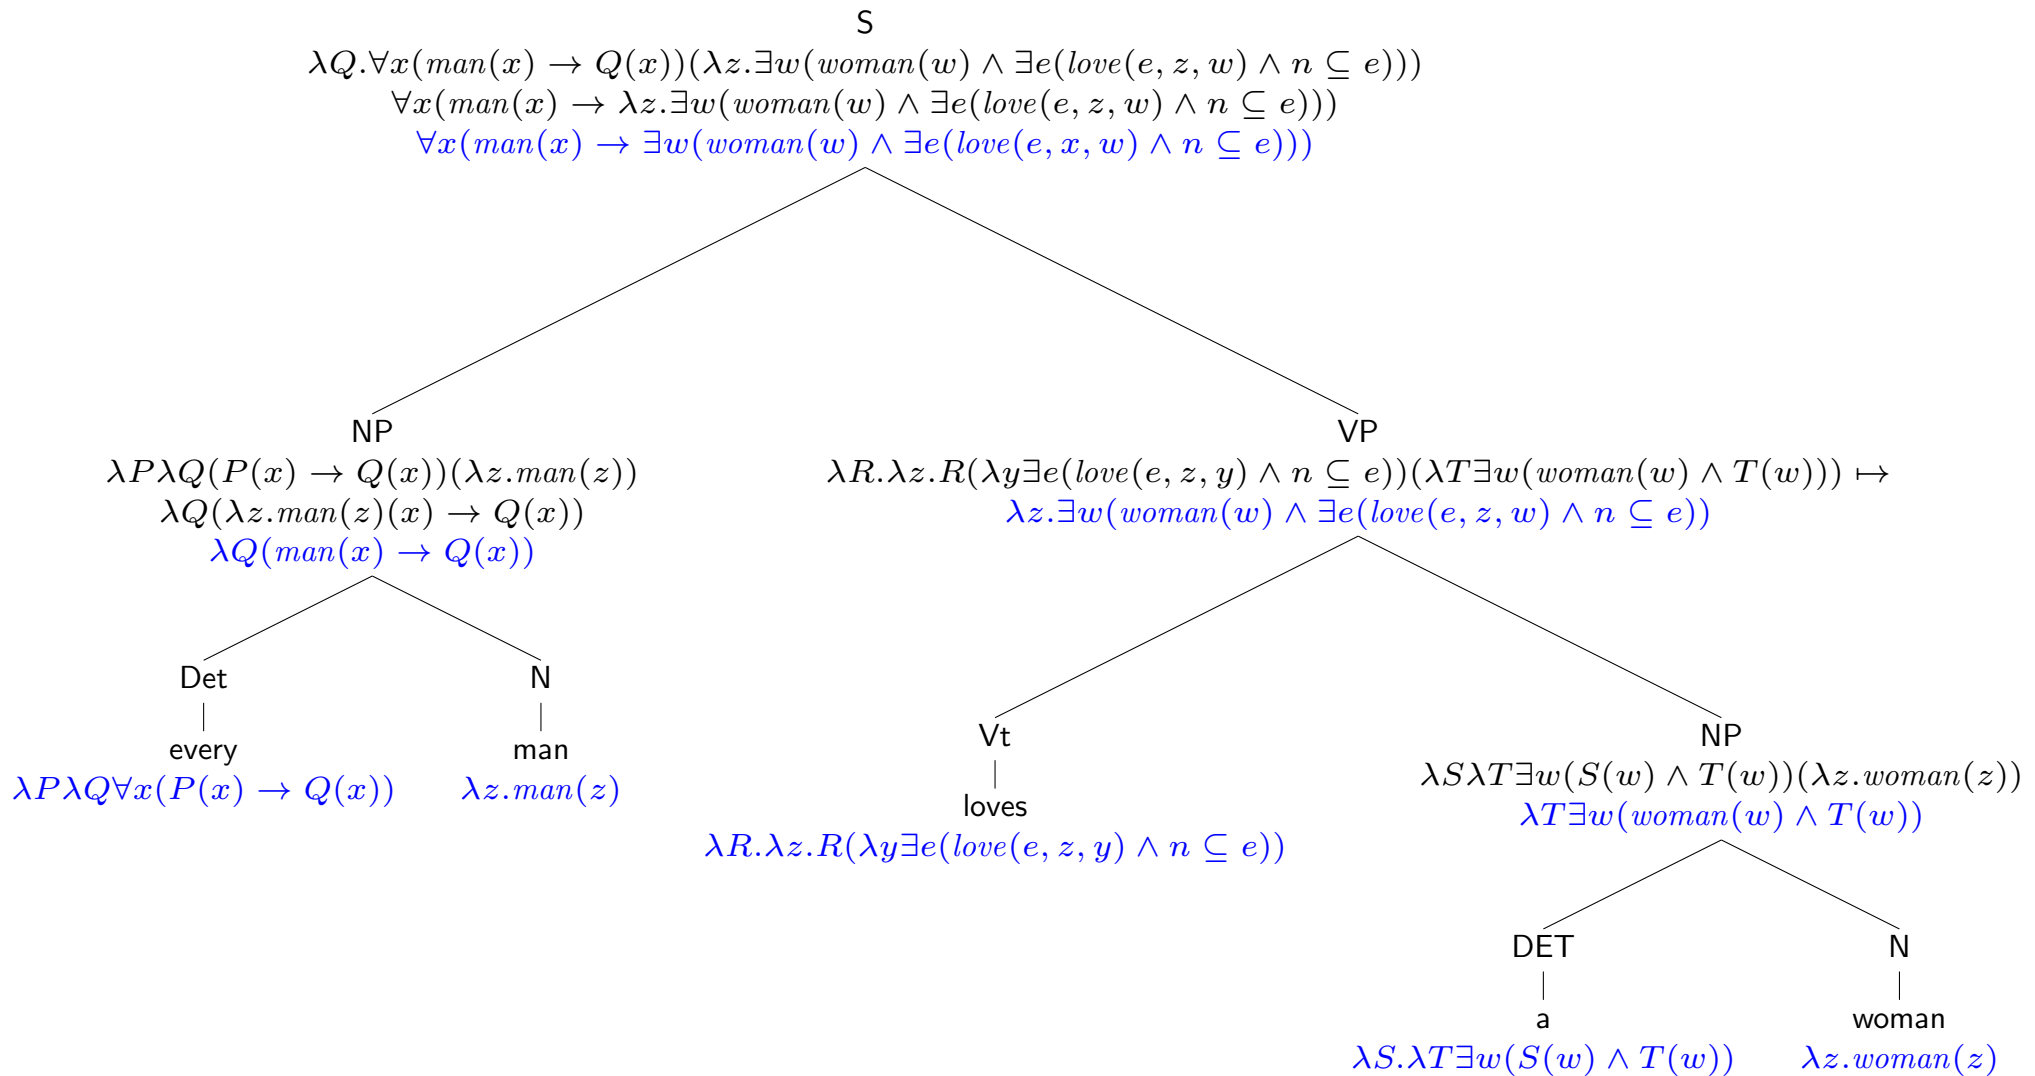 S
λQ.∀x(man(x) → Q(x))(λz.∃w(woman(w) ∧ ∃e(love(e, z, w) ∧ n ⊆ e)))
∀x(man(x) → λz.∃w(woman(w) ∧ ∃e(love(e, z, w) ∧ n ⊆ e)))
∀x(man(x) → ∃w(woman(w) ∧ ∃e(love(e, x, w) ∧ n ⊆ e)))
NP
λPλQ(P(x) → Q(x))(λz.man(z))
λQ(λz.man(z)(x) → Q(x))
λQ(man(x) → Q(x))
VP
λR.λz.R(λy∃e(love(e, z, y) ∧ n ⊆ e))(λT∃w(woman(w) ∧ T(w))) ↦
λz.∃w(woman(w) ∧ ∃e(love(e, z, w) ∧ n ⊆ e))
Det
every
λPλQ∀x(P(x) → Q(x))
N
man
λz.man(z)
Vt
loves
λR.λz.R(λy∃e(love(e, z, y) ∧ n ⊆ e))
NP
λSλT∃w(S(w) ∧ T(w))(λz.woman(z))
λT∃w(woman(w) ∧ T(w))
DET
a
λS.λT∃w(S(w) ∧ T(w))
N
woman
λz.woman(z)